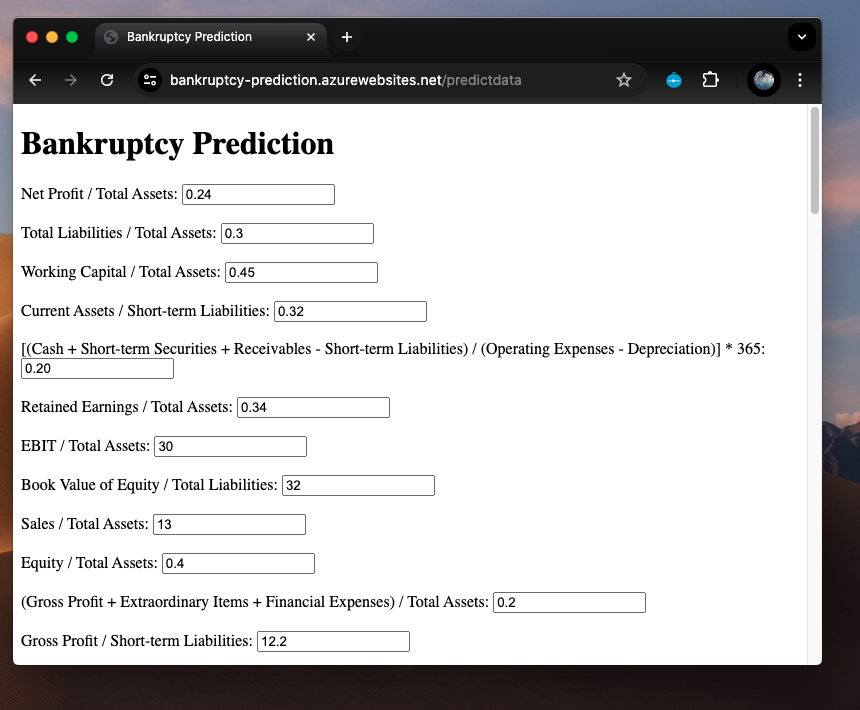 Bankruptcy Prediction
bankruptcy-prediction.azurewebsites.net/predictdata
Bankruptcy Prediction
Net Profit / Total Assets: 0.24
Total Liabilities / Total Assets: 0.3
Working Capital / Total Assets: 0.45
Current Assets / Short-term Liabilities: 0.32
[(Cash + Short-term Securities + Receivables - Short-term Liabilities) / (Operating Expenses - Depreciation)] * 365:
0.20
Retained Earnings / Total Assets: 0.34
EBIT / Total Assets: 30
Book Value of Equity / Total Liabilities: 32
Sales / Total Assets: 13
Equity / Total Assets: 0.4
(Gross Profit + Extraordinary Items + Financial Expenses) / Total Assets: 0.2
Gross Profit / Short-term Liabilities: 12.2